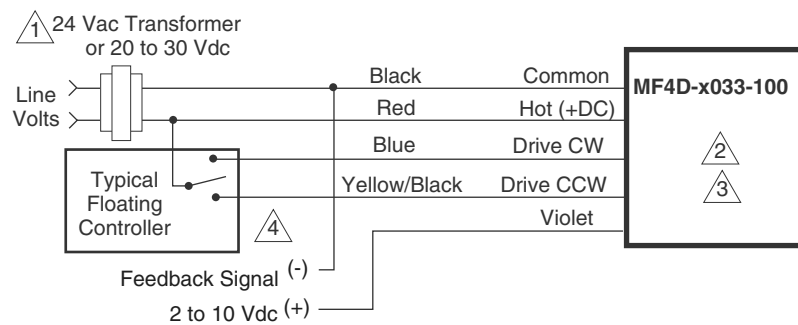 1 24 Vac Transformer
or 20 to 30 Vdc
Line
Volts
Black
Common
Red
Hot (+DC)
Blue
Drive CW
Yellow/Black
Drive CCW
Violet
MF4D-x033-100
2
3
Typical
Floating
Controller
4
Feedback Signal (-)
2 to 10 Vdc (+)